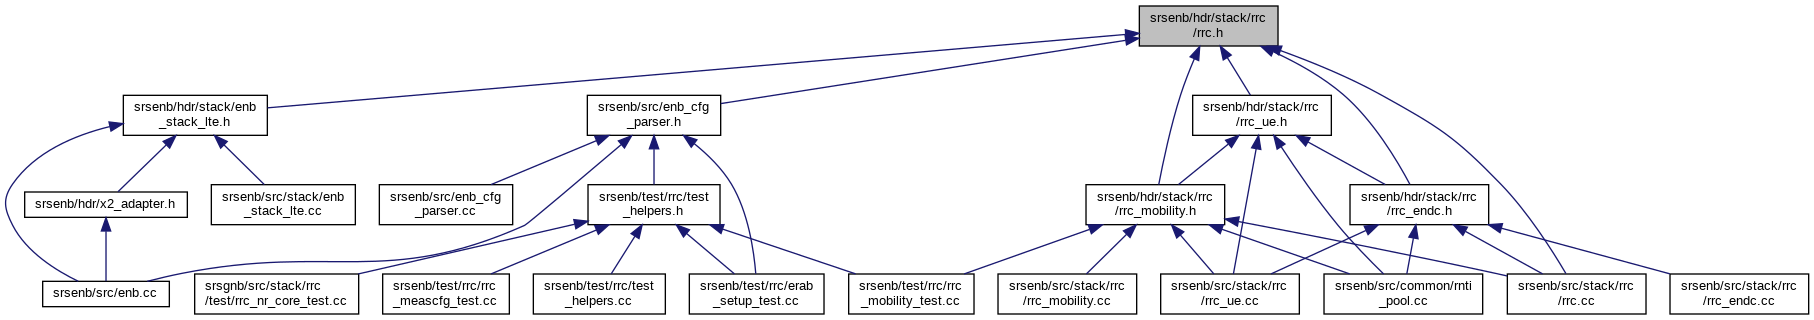 srsenb/hdr/stack/rrc
/rrc.h
srsenb/hdr/stack/enb
_stack_lte.h
srsenb/src/enb_cfg
_parser.h
srsenb/hdr/stack/rrc
/rrc_ue.h
srsenb/hdr/x2_adapter.h
srsenb/src/stack/enb
_stack_lte.cc
srsenb/src/enb_cfg
_parser.cc
srsenb/test/rrc/test
_helpers.h
srsenb/hdr/stack/rrc
/rrc_mobility.h
srsenb/hdr/stack/rrc
/rrc_endc.h
srsenb/src/enb.cc
srsgnb/src/stack/rrc
/test/rrc_nr_core_test.cc
srsenb/test/rrc/rrc
_meascfg_test.cc
srsenb/test/rrc/test
_helpers.cc
srsenb/test/rrc/erab
_setup_test.cc
srsenb/test/rrc/rrc
_mobility_test.cc
srsenb/src/stack/rrc
/rrc_mobility.cc
srsenb/src/stack/rrc
/rrc_ue.cc
srsenb/src/common/rnti
_pool.cc
srsenb/src/stack/rrc
/rrc.cc
srsenb/src/stack/rrc
/rrc_endc.cc